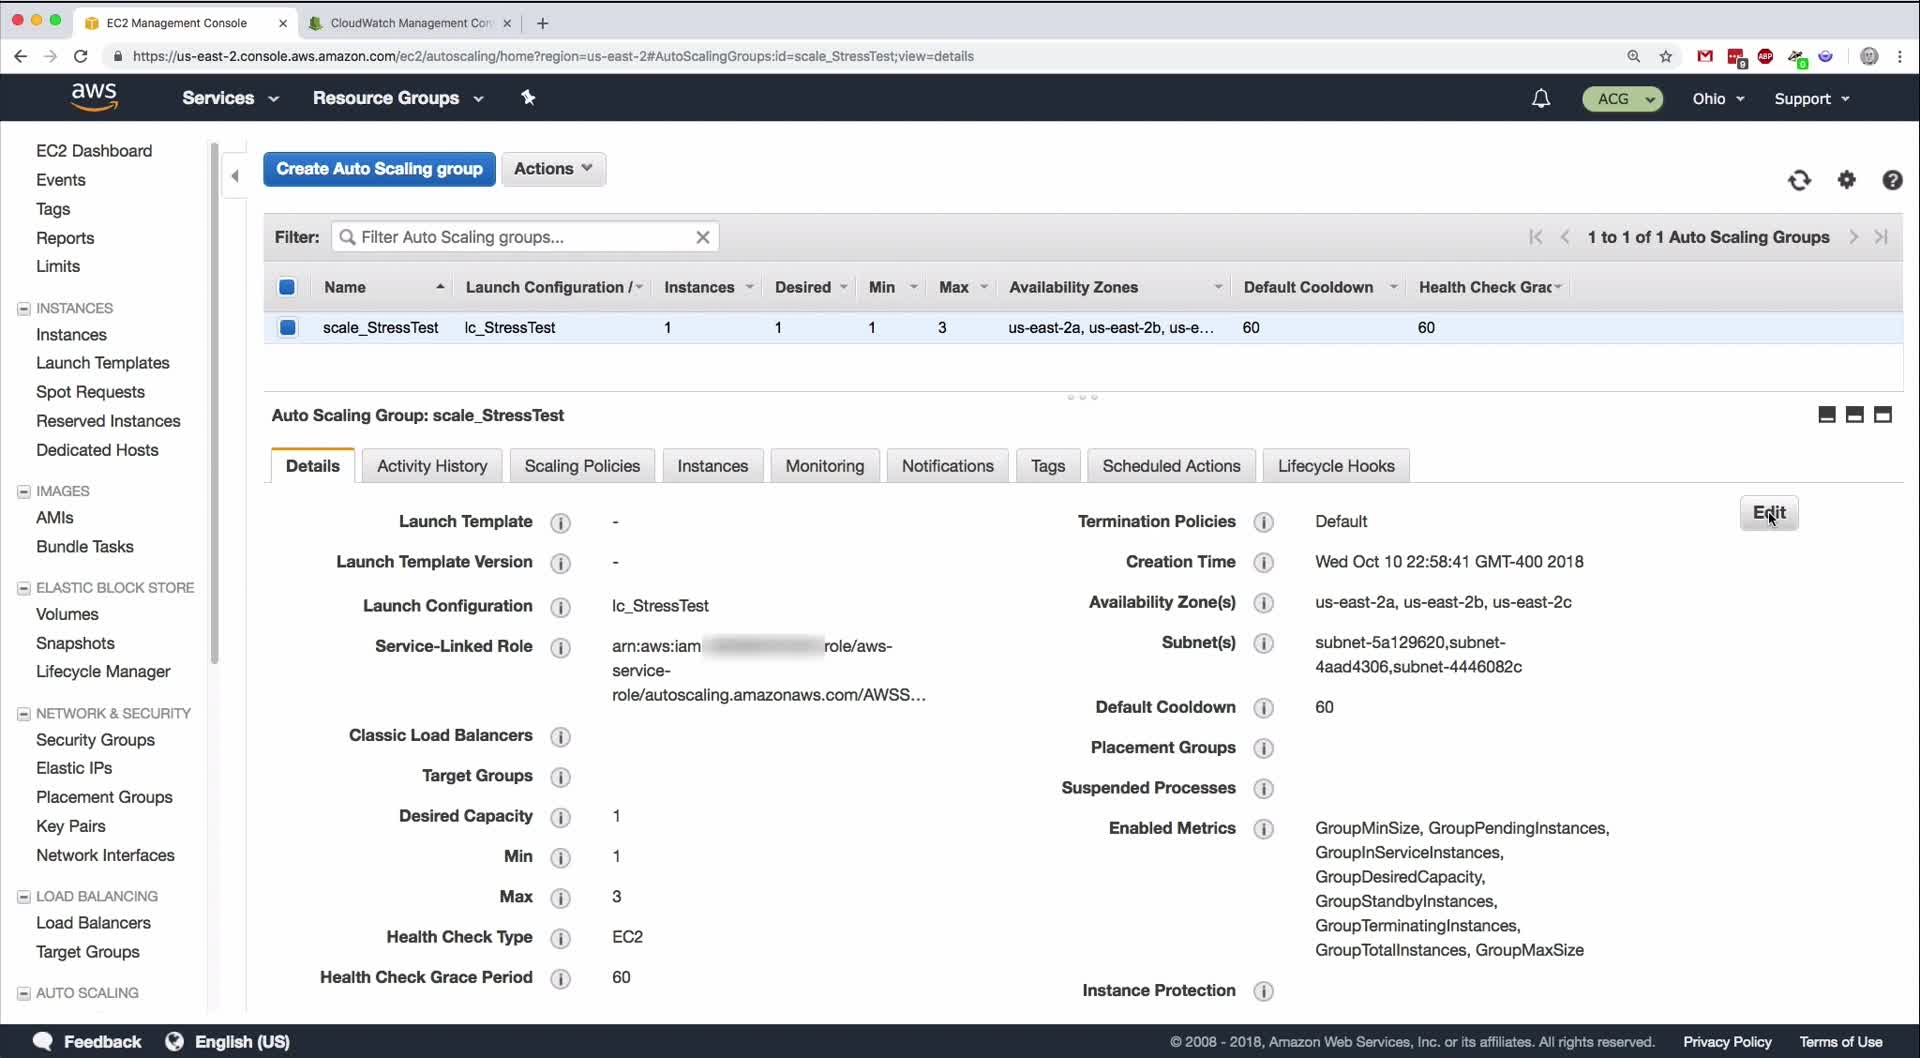 EC2 Management Console
CloudWatch Management Con
https://us-east-2.console.aws.amazon.com/ec2/autoscaling/home?region=us-east-2#AutoScalingGroups:id=scale_StressTest;view=details
9
ABP
0
aws
Services
Resource Groups
ACG
Ohio
Support
EC2 Dashboard
Events
Tags
Reports
Limits
INSTANCES
Instances
Launch Templates
Spot Requests
Reserved Instances
Dedicated Hosts
IMAGES
AMIs
Bundle Tasks
ELASTIC BLOCK STORE
Volumes
Snapshots
Lifecycle Manager
NETWORK & SECURITY
Security Groups
Elastic IPs
Placement Groups
Key Pairs
Network Interfaces
LOAD BALANCING
Load Balancers
Target Groups
AUTO SCALING
Create Auto Scaling group
Actions
Filter:
Filter Auto Scaling groups...
1 to 1 of 1 Auto Scaling Groups
Name Launch Configuration / Instances Desired Min Max Availability Zones Default Cooldown Health Check Grac
scale_StressTest lc_StressTest 1 1 1 3 us-east-2a, us-east-2b, us-e... 60 60
Auto Scaling Group: scale_StressTest
Details Activity History Scaling Policies Instances Monitoring Notifications Tags Scheduled Actions Lifecycle Hooks
Edit
Launch Template -
Launch Template Version -
Launch Configuration lc_StressTest
Service-Linked Role arn:aws:iam role/aws-
service-
role/autoscaling.amazonaws.com/AWSS...
Classic Load Balancers
Target Groups
Desired Capacity 1
Min 1
Max 3
Health Check Type EC2
Health Check Grace Period 60
Termination Policies Default
Creation Time Wed Oct 10 22:58:41 GMT-400 2018
Availability Zone(s) us-east-2a, us-east-2b, us-east-2c
Subnet(s) subnet-5a129620,subnet-
4aad4306,subnet-4446082c
Default Cooldown 60
Placement Groups
Suspended Processes
Enabled Metrics GroupMinSize, GroupPendingInstances,
GroupInServiceInstances,
GroupDesiredCapacity,
GroupStandbyInstances,
GroupTerminatingInstances,
GroupTotalInstances, GroupMaxSize
Instance Protection
Feedback
English (US)
© 2008 - 2018, Amazon Web Services, Inc. or its affiliates. All rights reserved.
Privacy Policy
Terms of Use